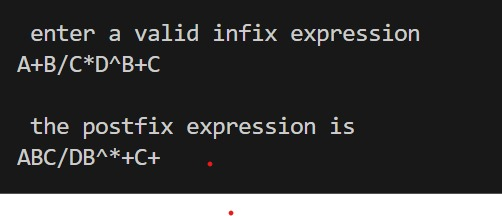 enter a valid infix expression
A+B/C*D^B+C
the postfix expression is
ABC/DB^*+C+